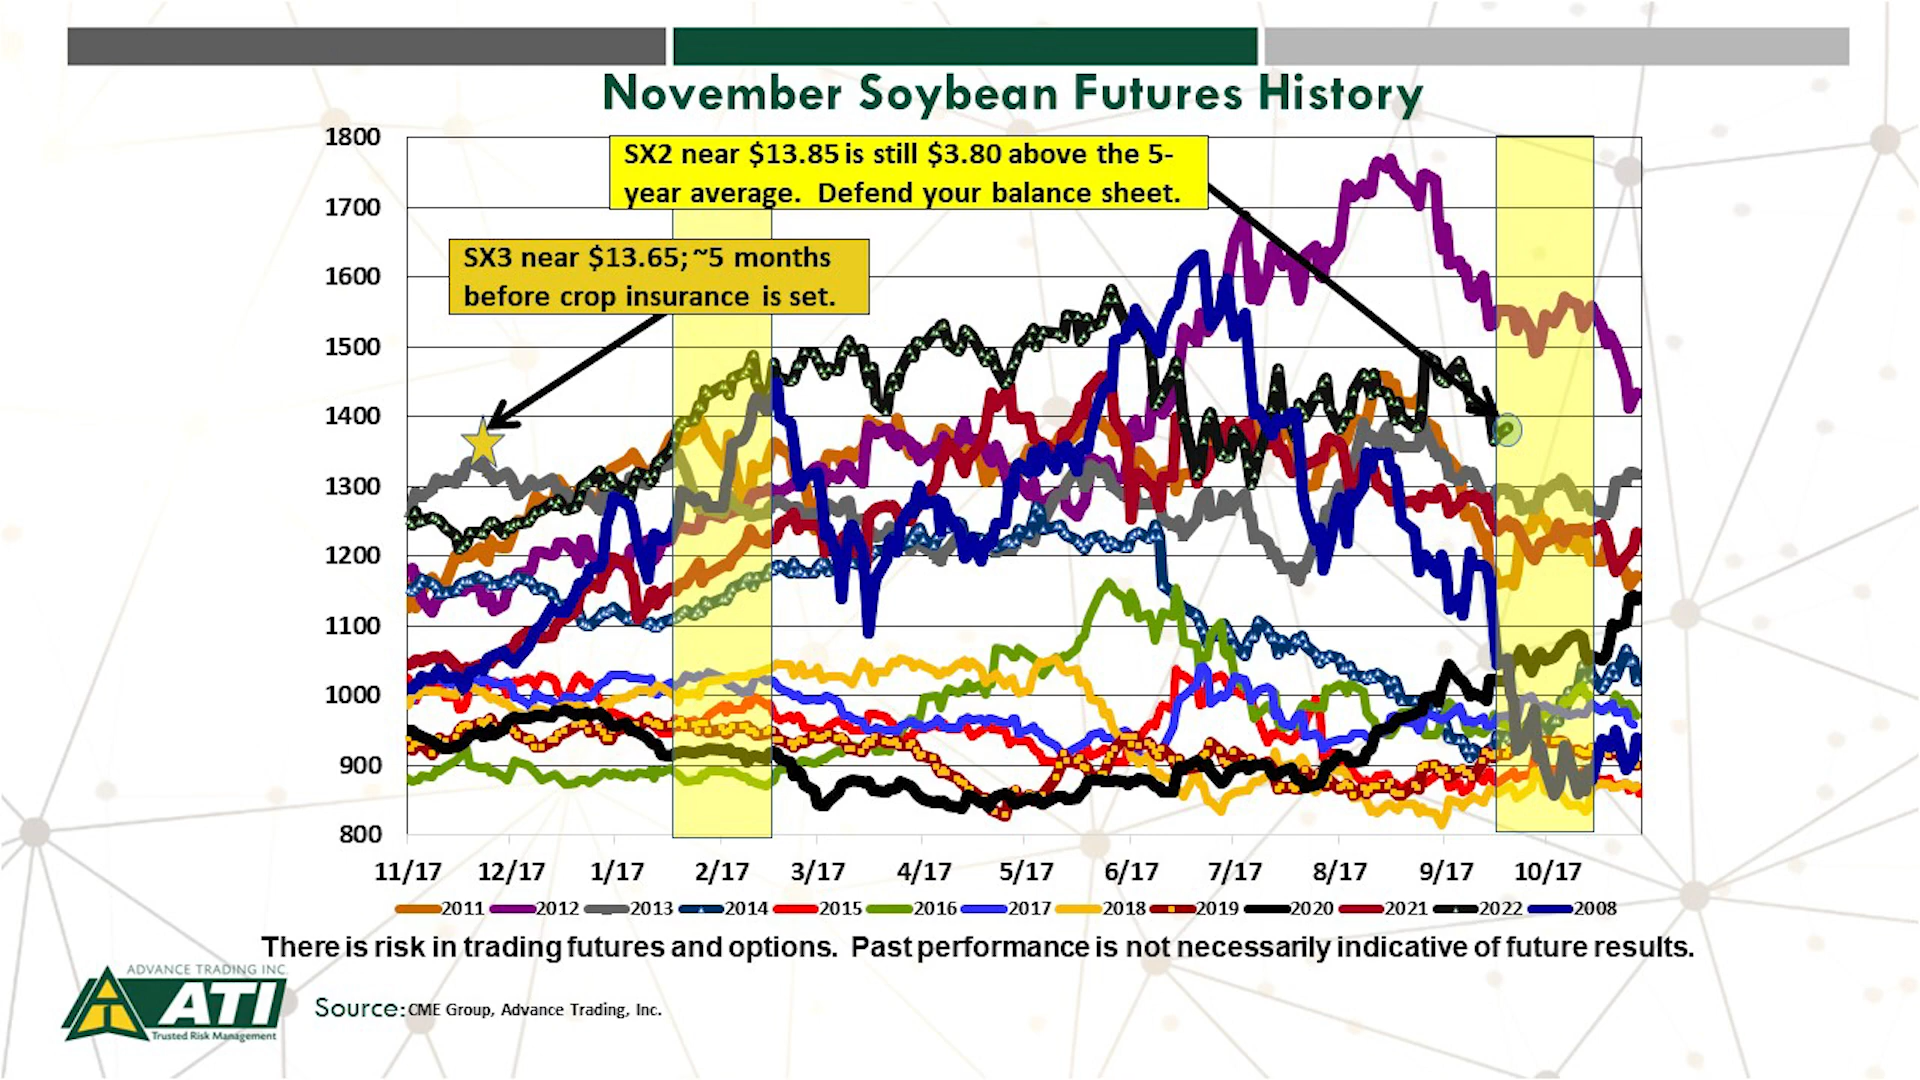 November Soybean Futures History
SX2 near $13.85 is still $3.80 above the 5-
year average. Defend your balance sheet.
SX3 near $13.65; ~5 months
before crop insurance is set.
1800
1700
1600
1500
1400
1300
1200
1100
1000
900
800
11/17 12/17 1/17 2/17 3/17 4/17 5/17 6/17 7/17 8/17 9/17 10/17
2011 2012 2013 2014 2015 2016 2017 2018 2019 2020 2021 2022 2008
There is risk in trading futures and options. Past performance is not necessarily indicative of future results.
ADVANCE TRADING INC.
ATI
Trusted Risk Management
Source: CME Group, Advance Trading, Inc.